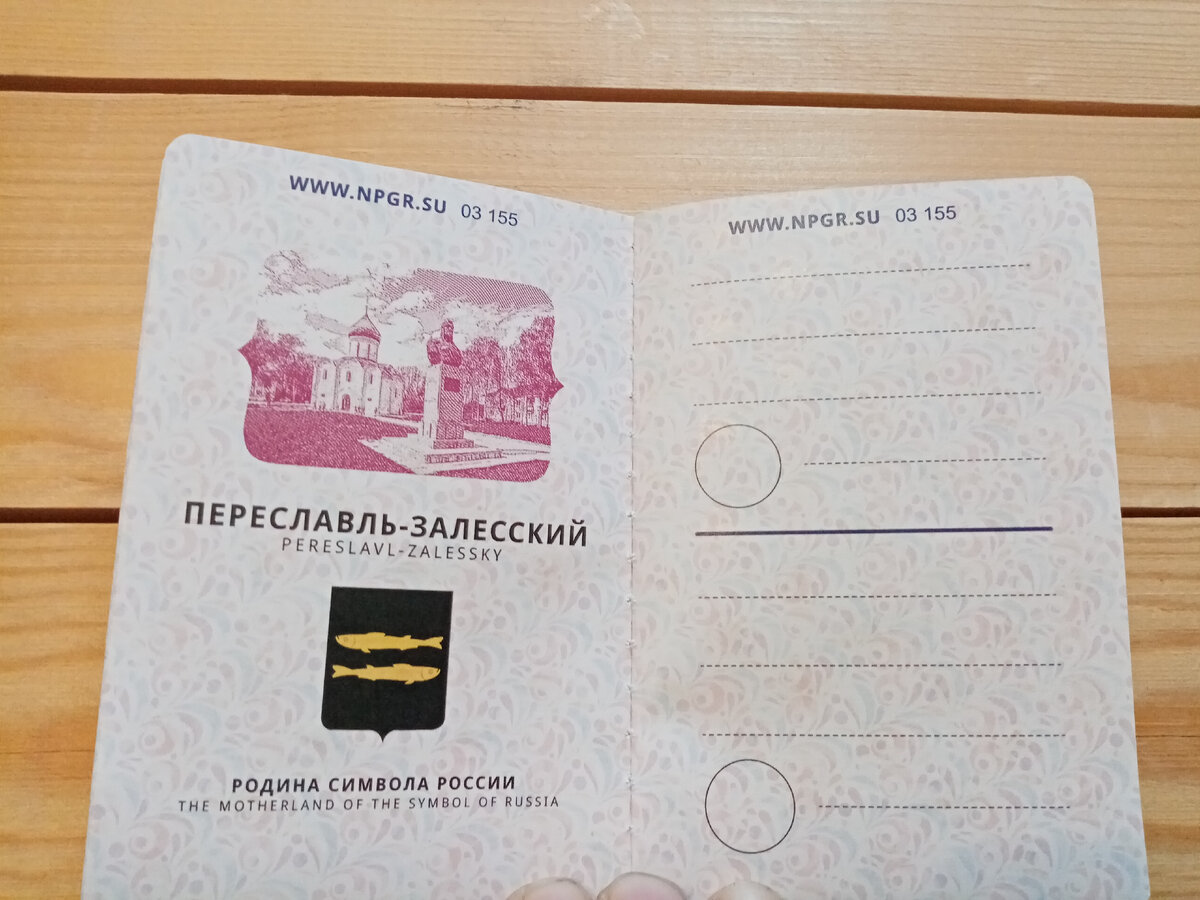 WWW.NPGR.SU 03 155
ПЕРЕСЛАВЛЬ-ЗАЛЕССКИЙ
PERESLAVL-ZALESSKY
РОДИНА СИМВОЛА РОССИИ
THE MOTHERLAND OF THE SYMBOL OF RUSSIA
WWW.NPGR.SU 03 155